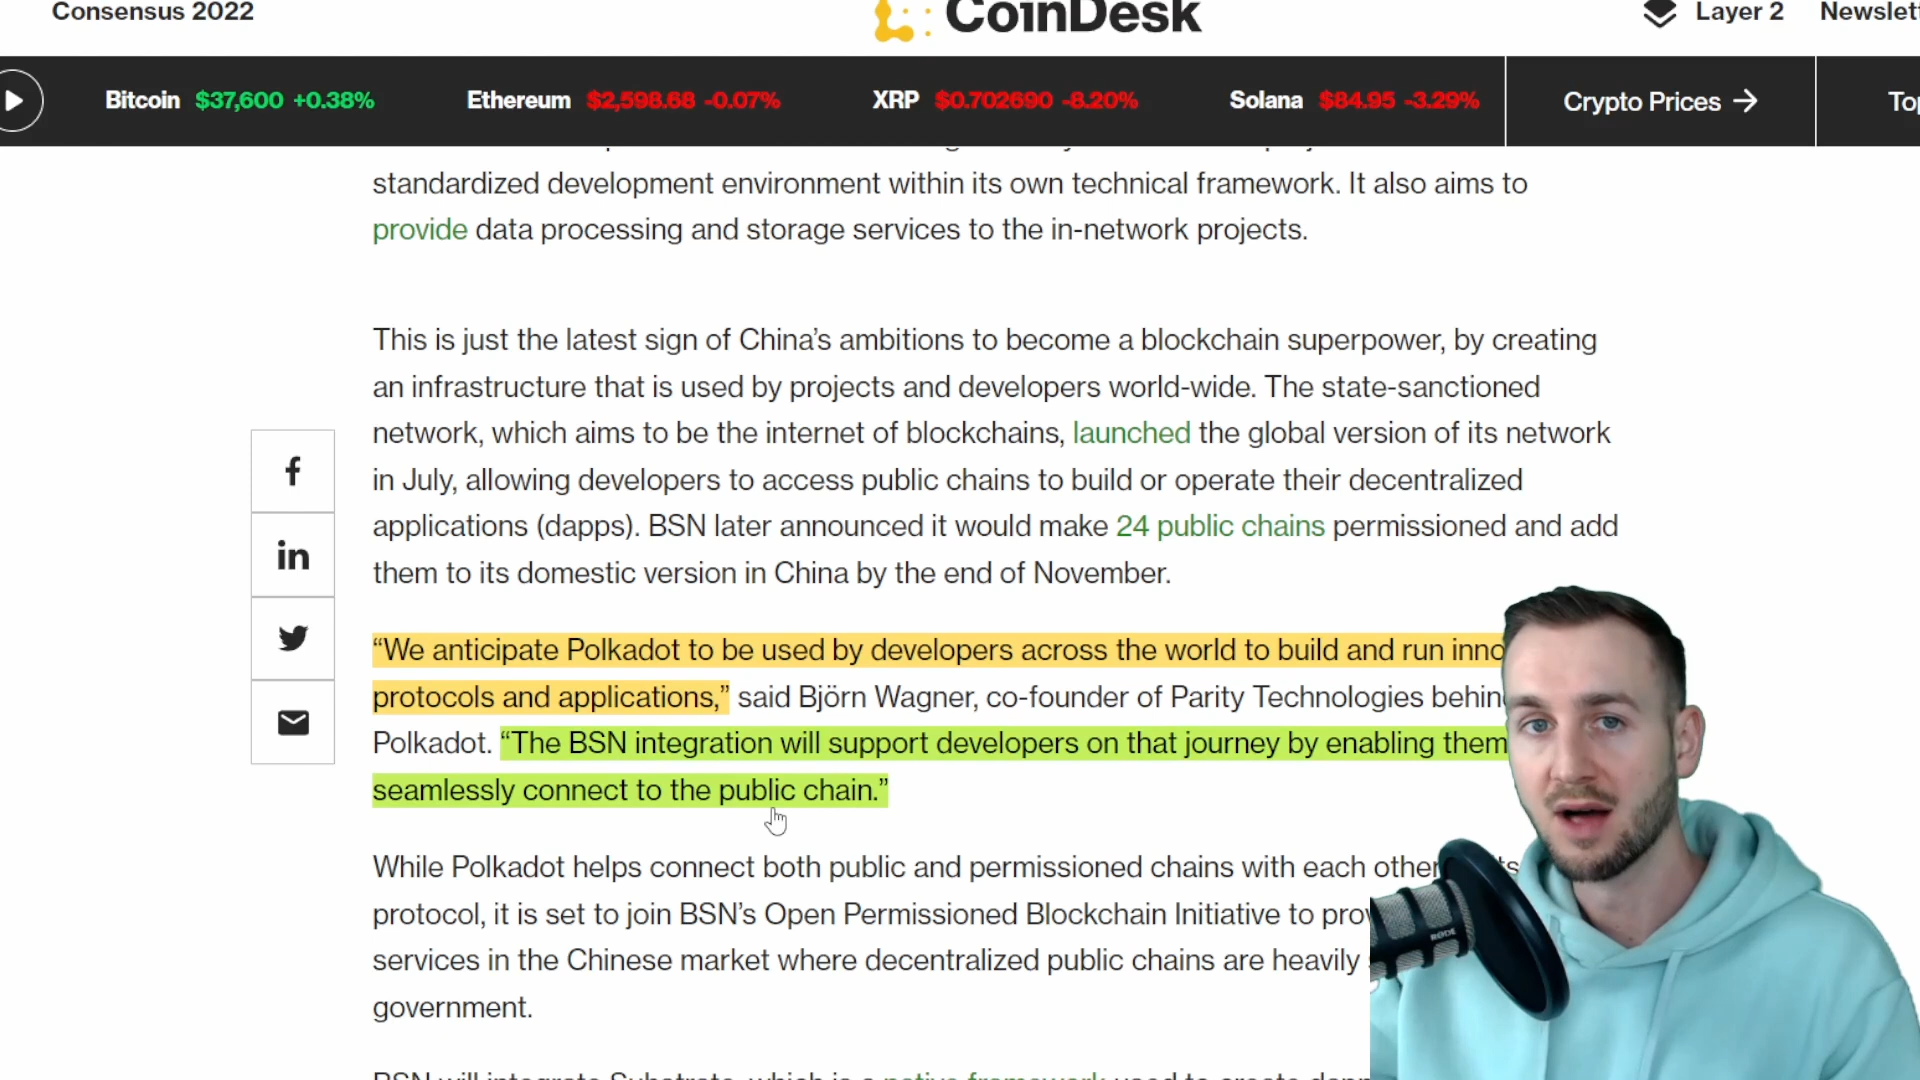 Consensus 2022
CoinDesk
Layer 2
Bitcoin $37,600 +0.38%
Ethereum $2,598.68 -0.07%
XRP $0.702690 -8.20%
Solana $84.95 -3.29%
Crypto Prices →
standardized development environment within its own technical framework. It also aims to
provide data processing and storage services to the in-network projects.
This is just the latest sign of China’s ambitions to become a blockchain superpower, by creating
an infrastructure that is used by projects and developers world-wide. The state-sanctioned
network, which aims to be the internet of blockchains, launched the global version of its network
in July, allowing developers to access public chains to build or operate their decentralized
applications (dapps). BSN later announced it would make 24 public chains permissioned and add
them to its domestic version in China by the end of November.
“We anticipate Polkadot to be used by developers across the world to build and run inno
protocols and applications,” said Björn Wagner, co-founder of Parity Technologies behin
Polkadot. “The BSN integration will support developers on that journey by enabling them
seamlessly connect to the public chain.”
While Polkadot helps connect both public and permissioned chains with each other
protocol, it is set to join BSN’s Open Permissioned Blockchain Initiative to pro
services in the Chinese market where decentralized public chains are heavily
government.
RØDE